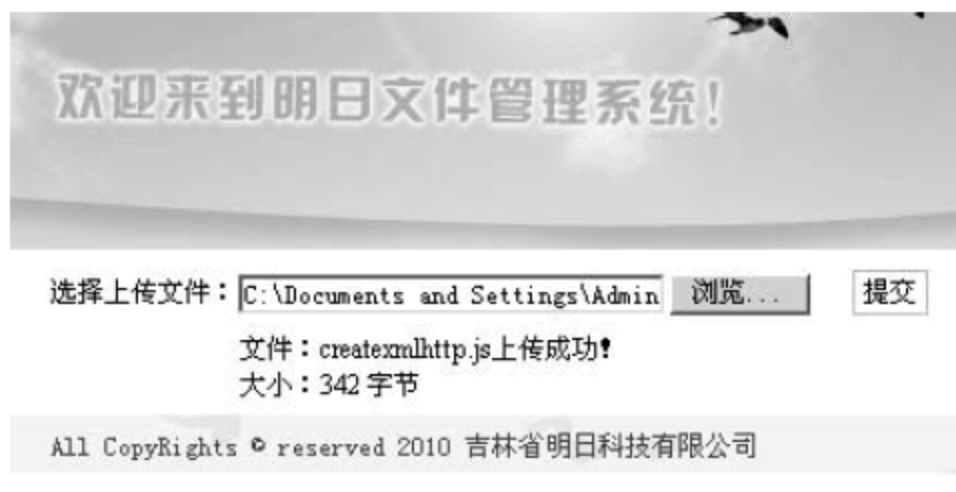 欢迎来到明日文件管理系统!
选择上传文件：C:\Documents and Settings\Admin 浏览... 提交
文件：createxmlhttp.js上传成功!
大小：342 字节
All CopyRights © reserved 2010 吉林省明日科技有限公司